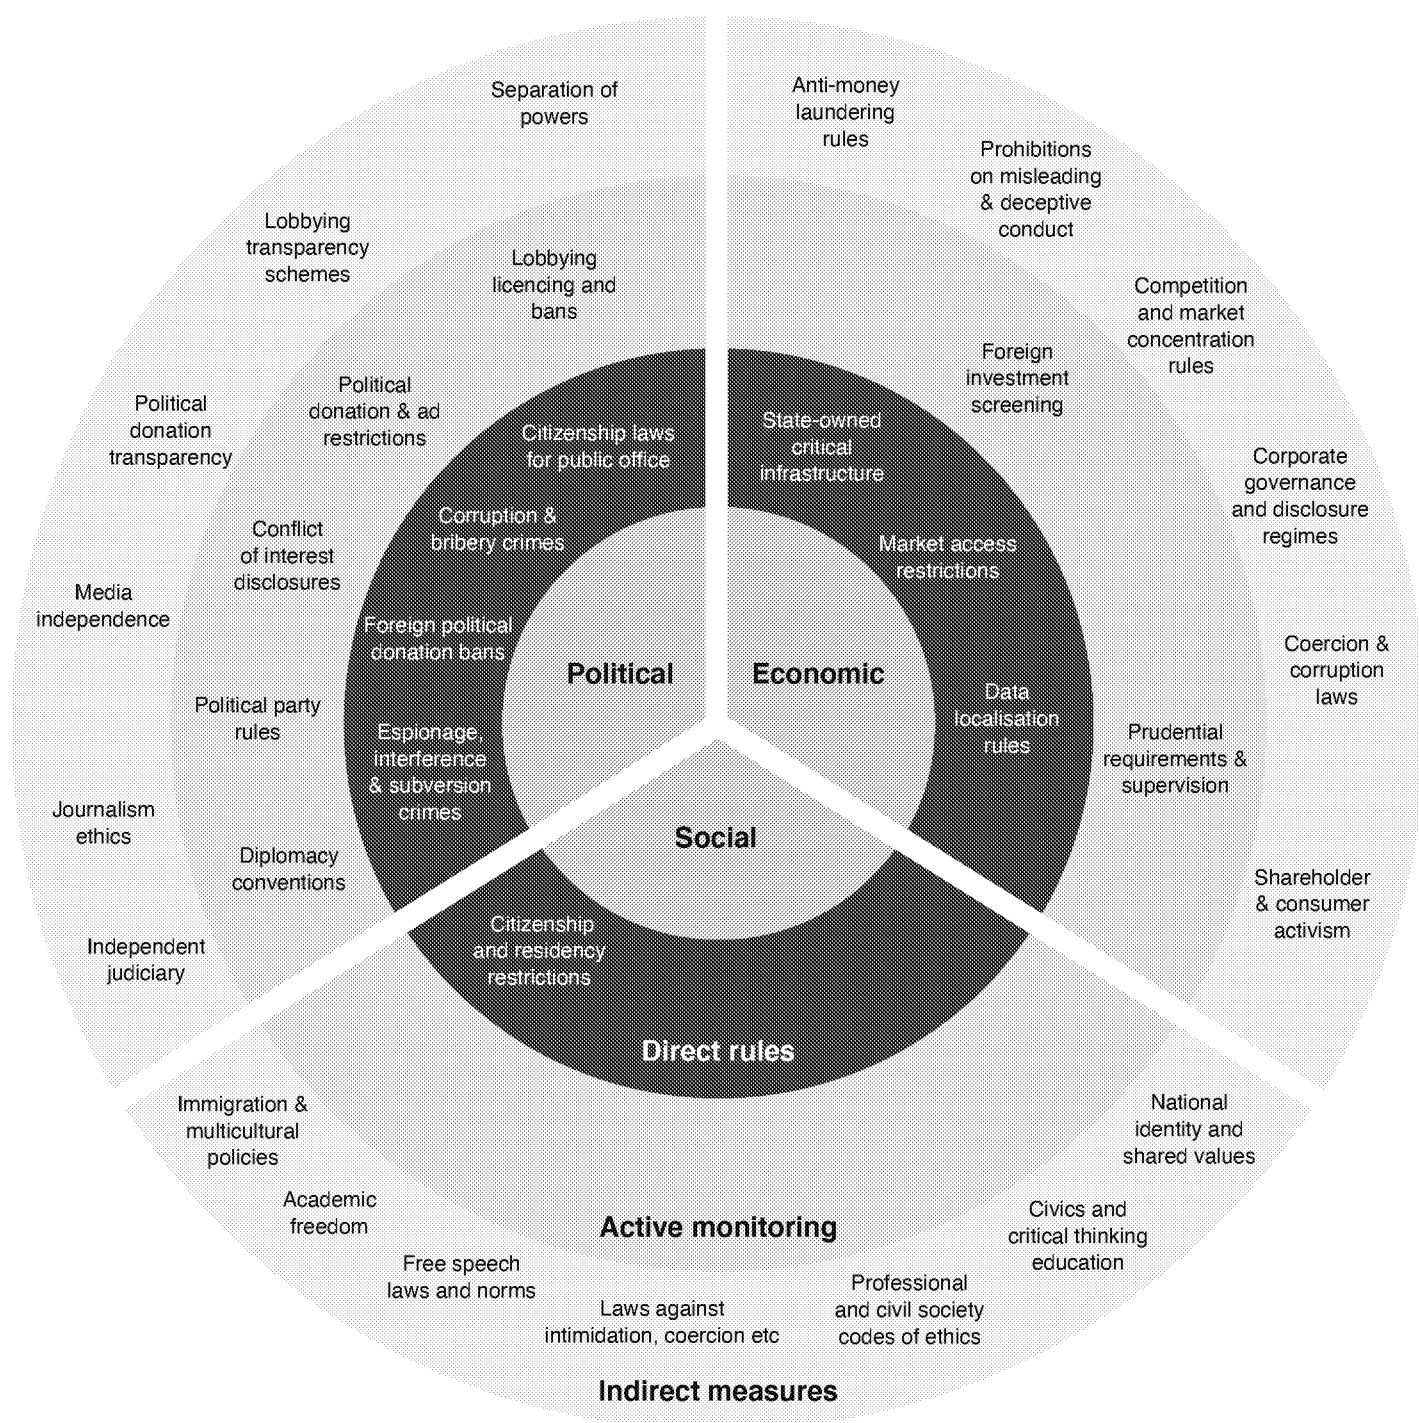 Separation of
powers
Lobbying
transparency
schemes
Political
donation
transparency
Media
independence
Journalism
ethics
Independent
judiciary
Lobbying
licencing and
bans
Political
donation & ad
restrictions
Conflict
of interest
disclosures
Political party
rules
Diplomacy
conventions
Citizenship laws
for public office
Corruption &
bribery crimes
Foreign political
donation bans
Espionage,
interference
& subversion
crimes
Political
Anti-money
laundering
rules
Prohibitions
on misleading
& deceptive
conduct
Competition
and market
concentration
rules
Corporate
governance
and disclosure
regimes
Coercion &
corruption
laws
Shareholder
& consumer
activism
Foreign
investment
screening
Prudential
requirements &
supervision
State-owned
critical
infrastructure
Market access
restrictions
Data
localisation
rules
Economic
Social
Citizenship
and residency
restrictions
Direct rules
Active monitoring
Immigration &
multicultural
policies
Academic
freedom
Free speech
laws and norms
Laws against
intimidation, coercion etc
Professional
and civil society
codes of ethics
Civics and
critical thinking
education
National
identity and
shared values
Indirect measures